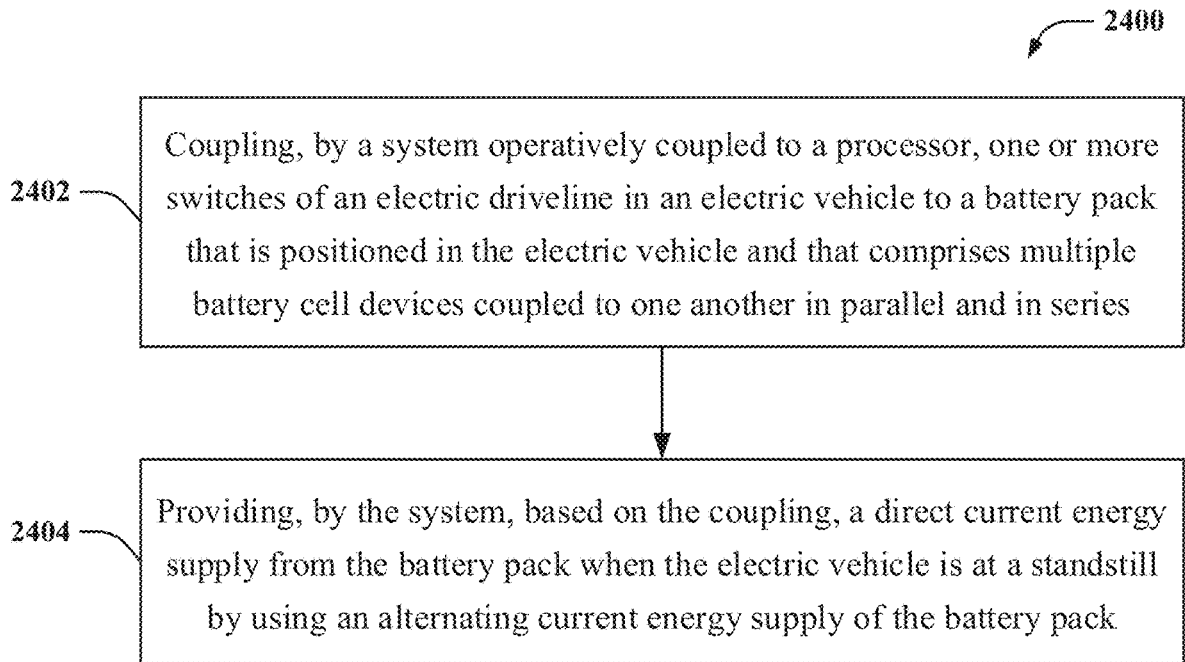 2400
2402
Coupling, by a system operatively coupled to a processor, one or more
switches of an electric driveline in an electric vehicle to a battery pack
that is positioned in the electric vehicle and that comprises multiple
battery cell devices coupled to one another in parallel and in series
2404
Providing, by the system, based on the coupling, a direct current energy
supply from the battery pack when the electric vehicle is at a standstill
by using an alternating current energy supply of the battery pack